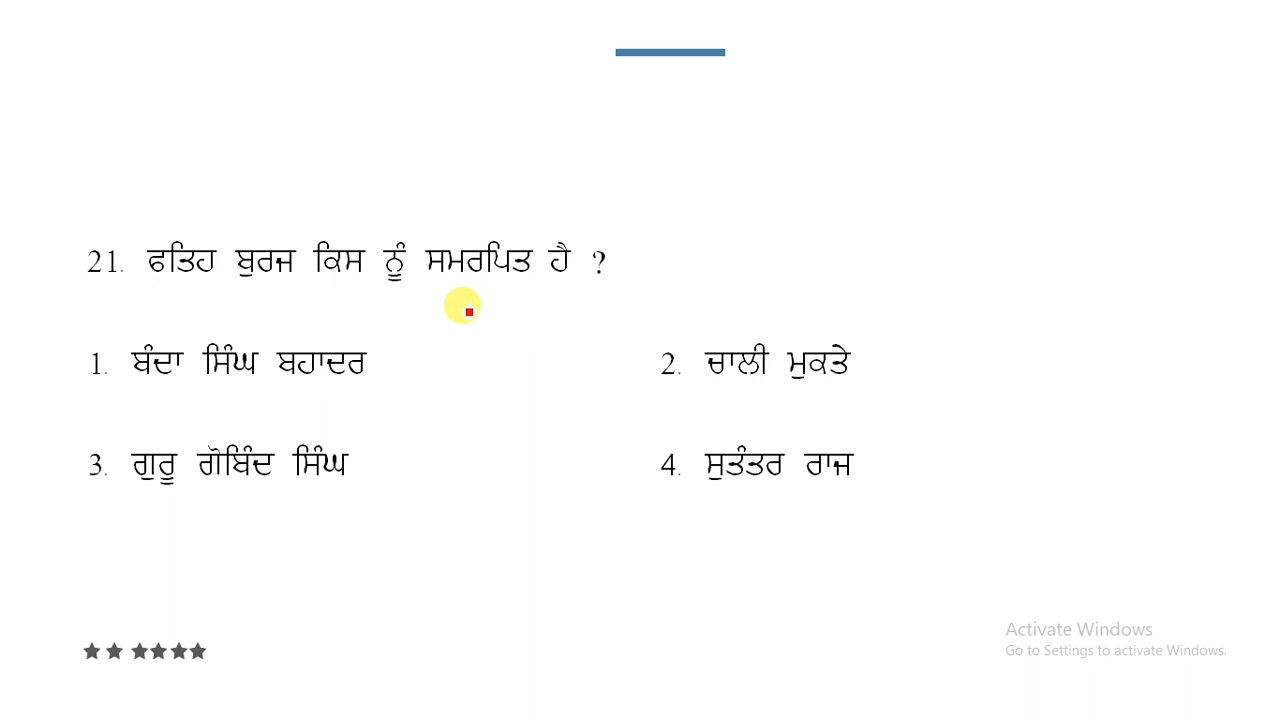 21. ਫਤਿਹ ਬੁਰਜ ਕਿਸ ਨੂੰ ਸਮਰਪਿਤ ਹੈ ?
1. ਬੰਦਾ ਸਿੰਘ ਬਹਾਦਰ
2. ਚਾਲੀ ਮੁਕਤੇ
3. ਗੁਰੂ ਗੋਬਿੰਦ ਸਿੰਘ
4. ਸੁਤੰਤਰ ਰਾਜ
Activate Windows
Go to Settings to activate Windows.